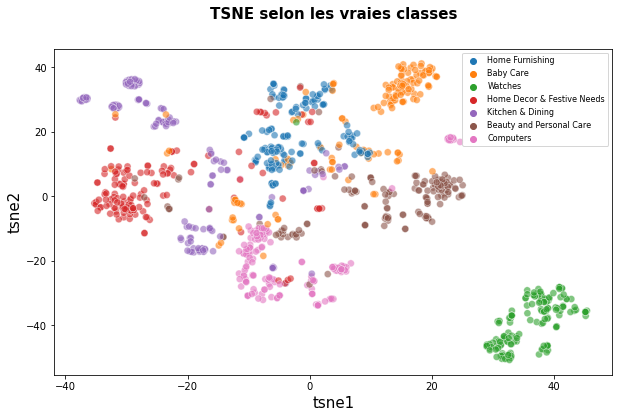 TSNE selon les vraies classes
Home Furnishing
Baby Care
Watches
Home Decor & Festive Needs
Kitchen & Dining
Beauty and Personal Care
Computers
tsne2
40
20
0
−20
−40
−40
−20
0
20
40
tsne1